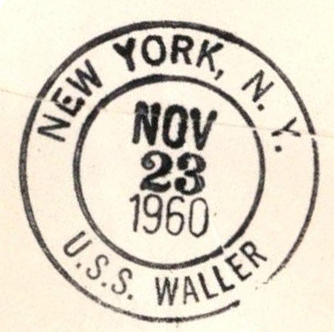 NEW YORK, N. Y.
NOV
23
1960
U.S.S. WALLER